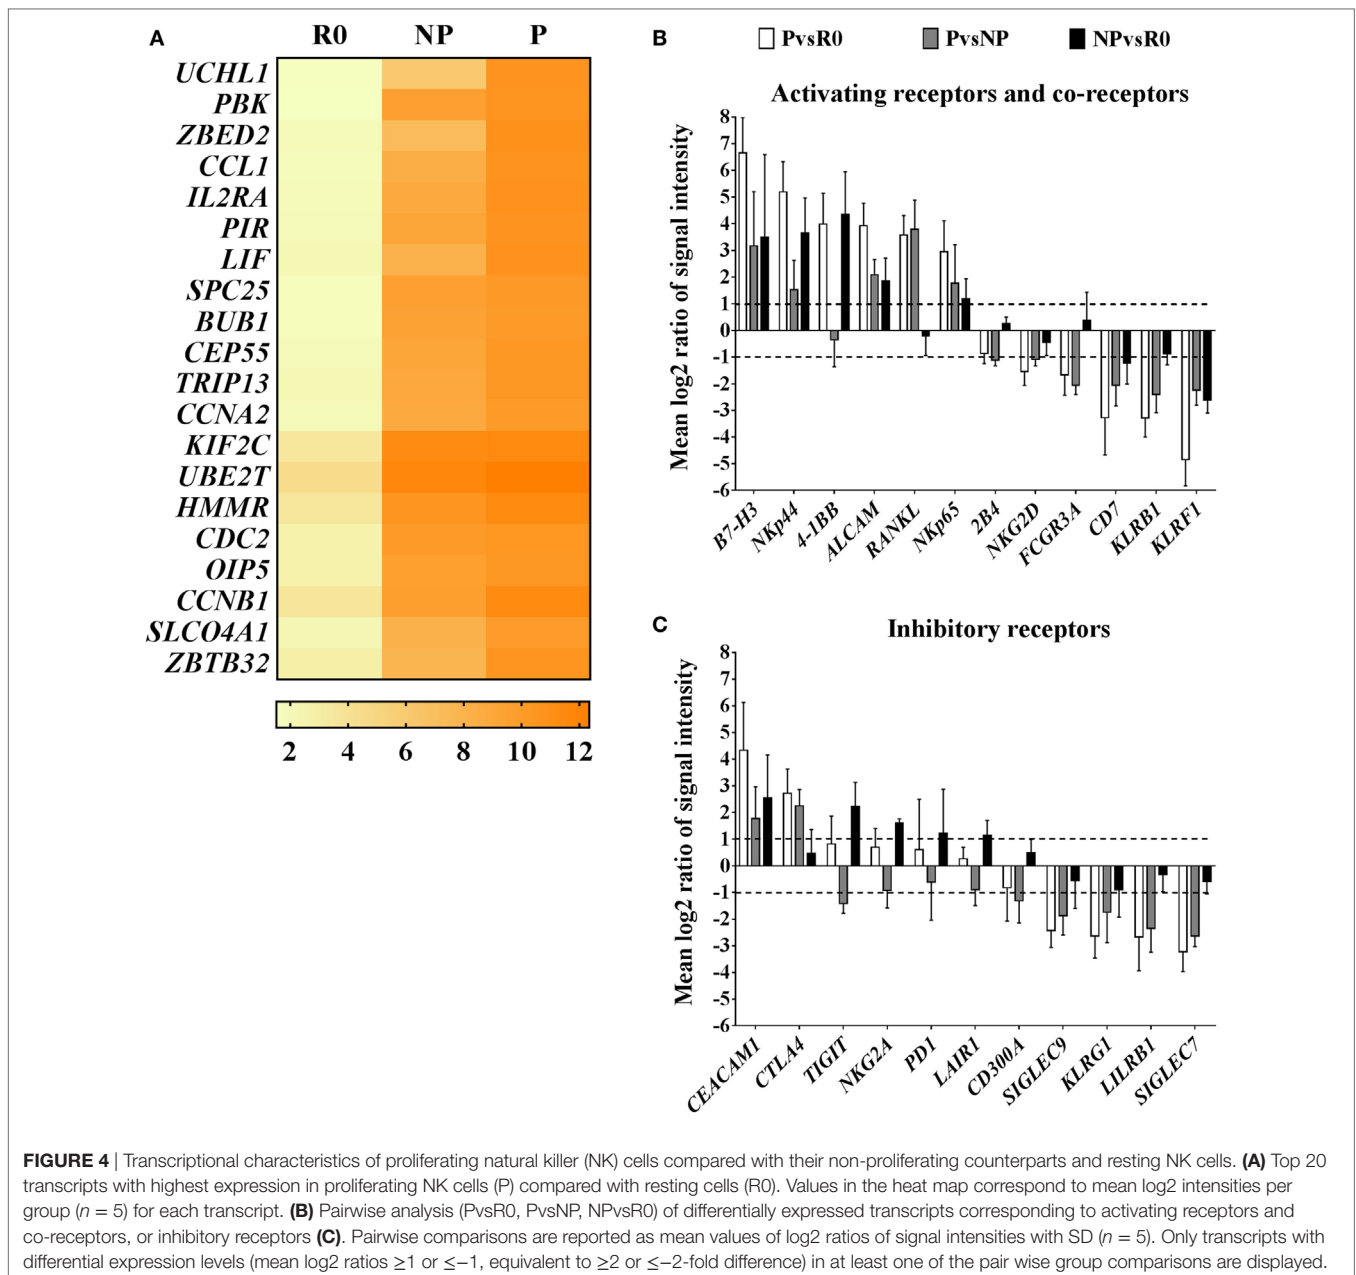 A
R0 NP P
UCHL1
PBK
ZBED2
CCL1
IL2RA
PIR
LIF
SPC25
BUB1
CEP55
TRIP13
CCNA2
KIF2C
UBE2T
HMMR
CDC2
OIP5
CCNB1
SLCO4A1
ZBTB32
2 4 6 8 10 12
B
PvsR0 PvsNP NPvsR0
Activating receptors and co-receptors
Mean log2 ratio of signal intensity
8
7
6
5
4
3
2
1
0
-1
-2
-3
-4
-5
-6
B7-H3 NKp44 4-1BB ALCAM RANKL NKp65 2B4 NKG2D FCGR3A CD7 KLRB1 KLRF1
C
Inhibitory receptors
Mean log2 ratio of signal intensity
8
7
6
5
4
3
2
1
0
-1
-2
-3
-4
-5
-6
CEACAM1 CTLA4 TIGIT NKG2A PD1 LAIR1 CD300A SIGLEC9 KLRG1 LILRB1 SIGLEC7
FIGURE 4 | Transcriptional characteristics of proliferating natural killer (NK) cells compared with their non-proliferating counterparts and resting NK cells. (A) Top 20
transcripts with highest expression in proliferating NK cells (P) compared with resting cells (R0). Values in the heat map correspond to mean log2 intensities per
group (n = 5) for each transcript. (B) Pairwise analysis (PvsR0, PvsNP, NPvsR0) of differentially expressed transcripts corresponding to activating receptors and
co-receptors, or inhibitory receptors (C). Pairwise comparisons are reported as mean values of log2 ratios of signal intensities with SD (n = 5). Only transcripts with
differential expression levels (mean log2 ratios ≥1 or ≤−1, equivalent to ≥2 or ≤−2-fold difference) in at least one of the pair wise group comparisons are displayed.